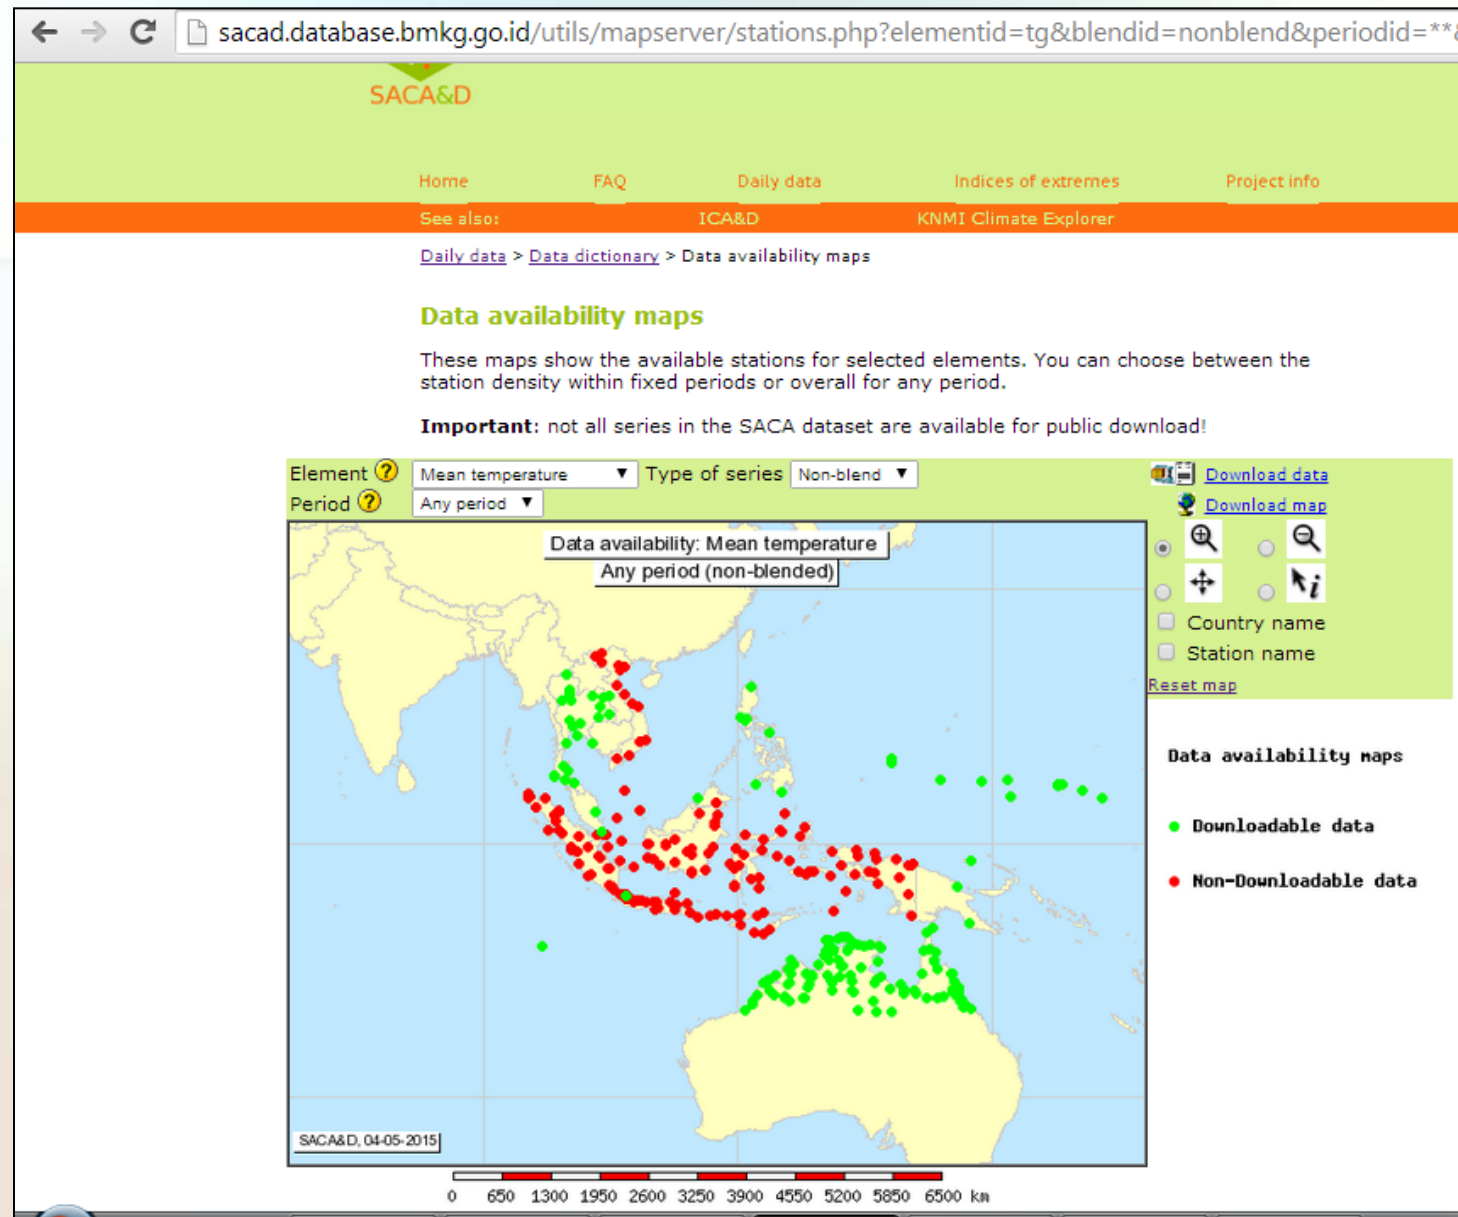 sacad.database.bmkg.go.id/utils/mapserver/stations.php?elementid=tg&blendid=nonblend&periodid=**&
SACA&D
Home FAQ Daily data Indices of extremes Project info
See also: ICA&D KNMI Climate Explorer
Daily data > Data dictionary > Data availability maps
Data availability maps
These maps show the available stations for selected elements. You can choose between the
station density within fixed periods or overall for any period.
Important: not all series in the SACA dataset are available for public download!
Element ? Mean temperature Type of series Non-blend Download data
Period ? Any period Download map
Data availability: Mean temperature
Any period (non-blended)
i
Country name
Station name
Reset map
Data availability maps
Downloadable data
Non-Downloadable data
SACA&D, 04-05-2015
0 650 1300 1950 2600 3250 3900 4550 5200 5850 6500 km